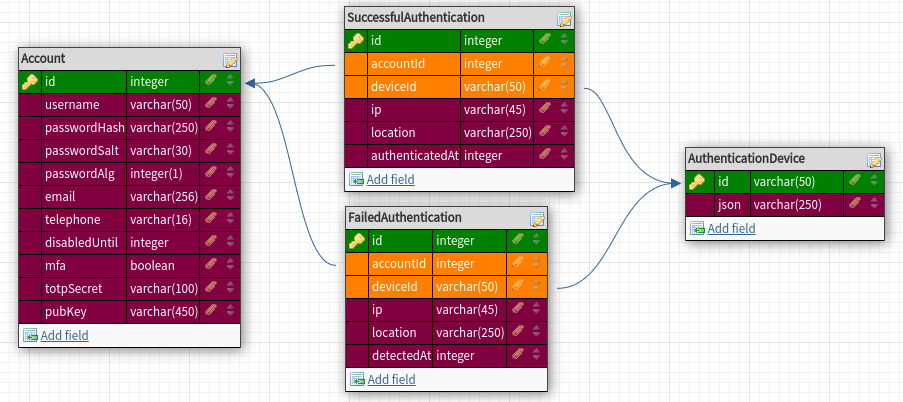 Account
id integer
username varchar(50)
passwordHash varchar(250)
passwordSalt varchar(30)
passwordAlg integer(1)
email varchar(256)
telephone varchar(16)
disabledUntil integer
mfa boolean
totpSecret varchar(100)
pubKey varchar(450)
Add field
SuccessfulAuthentication
id integer
accountId integer
deviceId varchar(50)
ip varchar(45)
location varchar(250)
authenticatedAt integer
Add field
FailedAuthentication
id integer
accountId integer
deviceId varchar(50)
ip varchar(45)
location varchar(250)
detectedAt integer
Add field
AuthenticationDevice
id varchar(50)
json varchar(250)
Add field